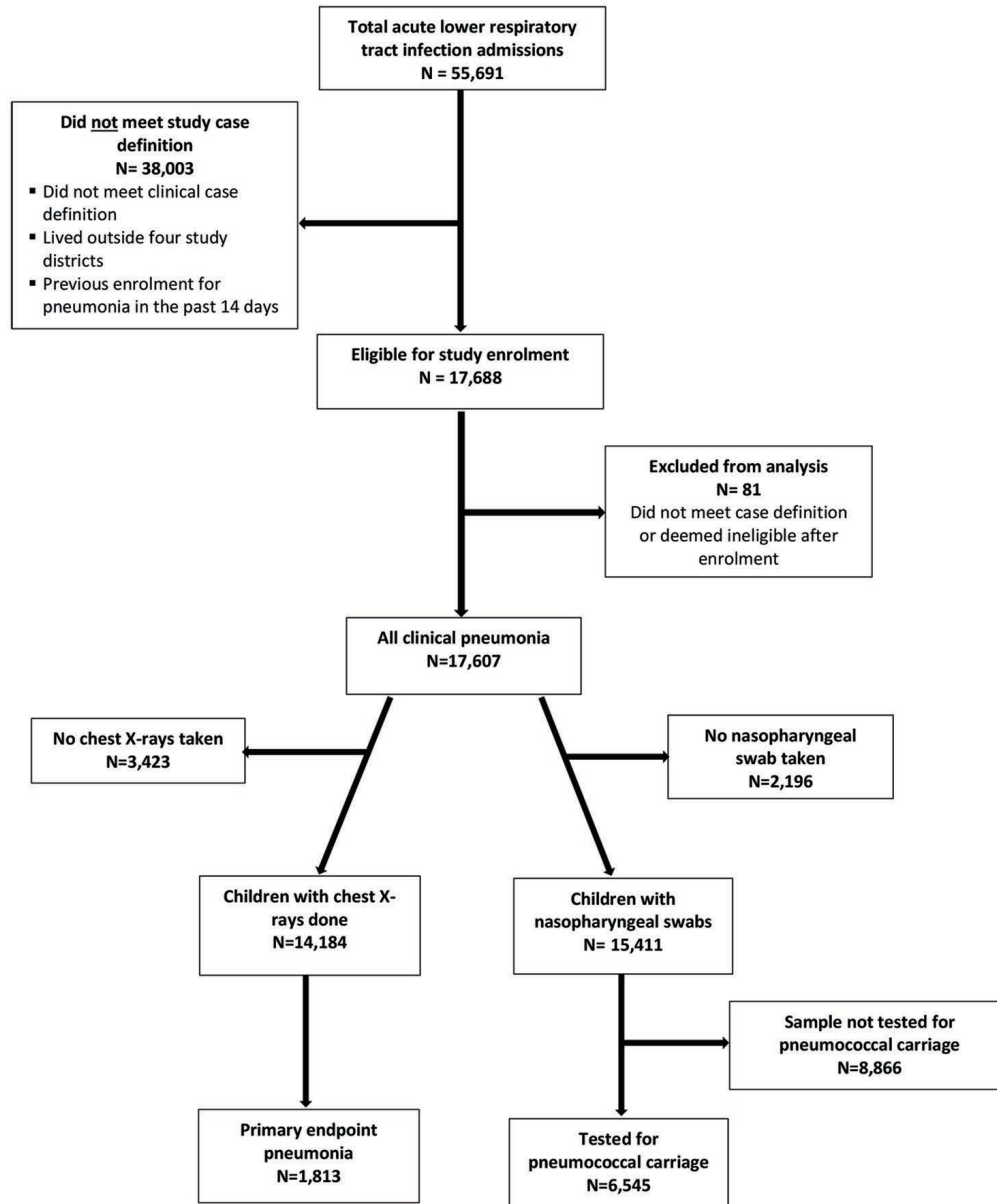 Total acute lower respiratory
tract infection admissions
N = 55,691
Did not meet study case
definition
N= 38,003
▪ Did not meet clinical case
definition
▪ Lived outside four study
districts
▪ Previous enrolment for
pneumonia in the past 14 days
Eligible for study enrolment
N = 17,688
Excluded from analysis
N= 81
Did not meet case definition
or deemed ineligible after
enrolment
All clinical pneumonia
N=17,607
No chest X-rays taken
N=3,423
No nasopharyngeal
swab taken
N=2,196
Children with chest X-
rays done
N=14,184
Children with
nasopharyngeal swabs
N= 15,411
Sample not tested for
pneumococcal carriage
N=8,866
Primary endpoint
pneumonia
N=1,813
Tested for
pneumococcal carriage
N=6,545